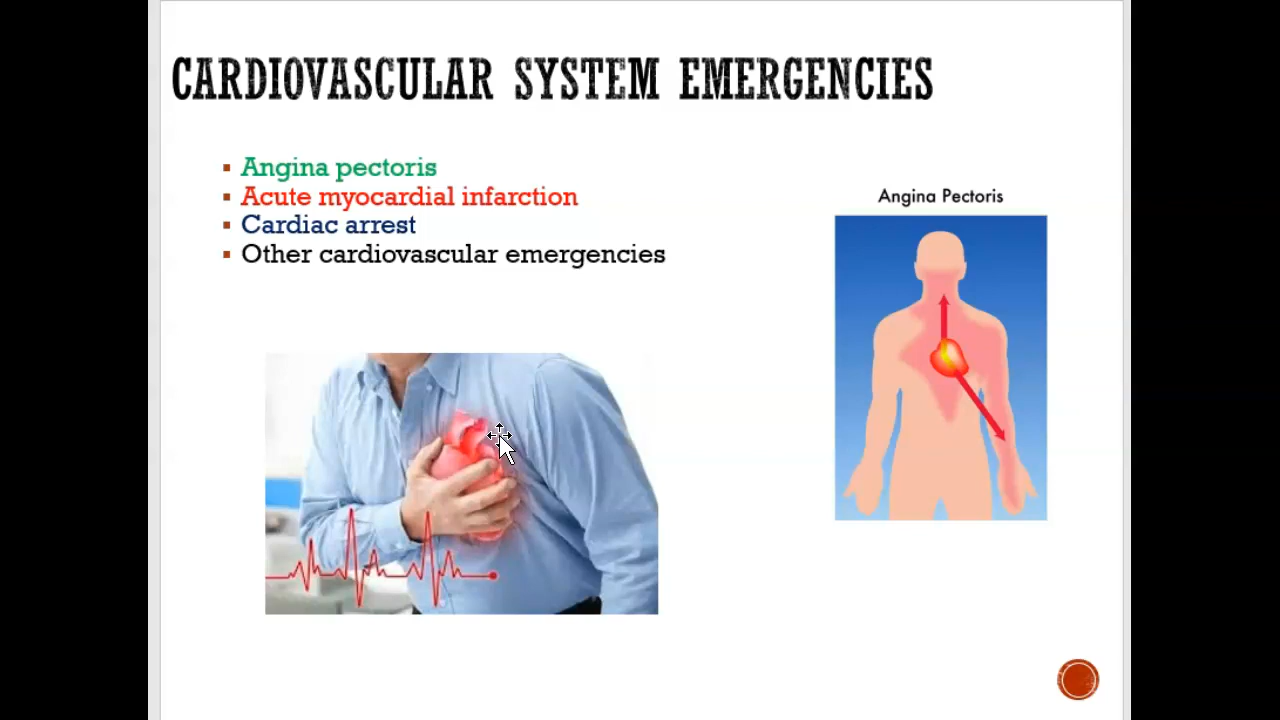 CARDIOVASCULAR SYSTEM EMERGENCIES
Angina pectoris
Acute myocardial infarction
Cardiac arrest
Other cardiovascular emergencies
Angina Pectoris